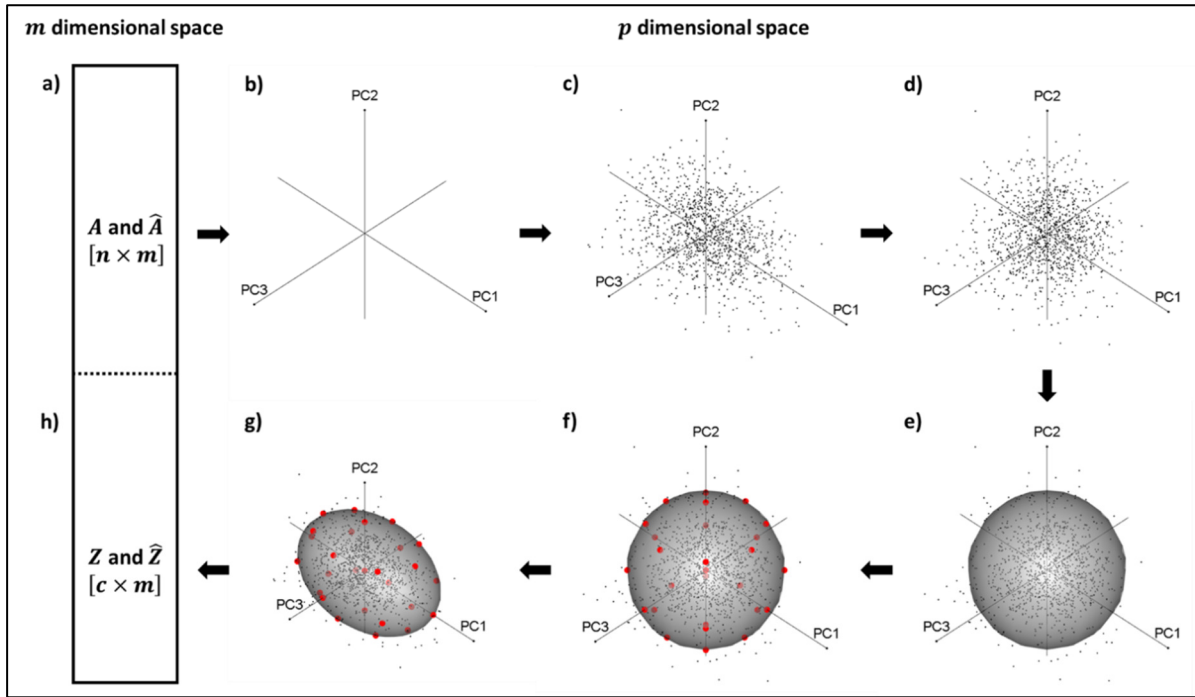 m dimensional space
p dimensional space
a)
b)
c)
d)
PC2
PC3
PC1
PC2
PC3
PC1
PC2
PC3
PC1
A and Â
[n × m]
h)
g)
f)
e)
PC2
PC3
PC1
PC2
PC3
PC1
PC2
PC3
PC1
Z and Ẑ
[c × m]